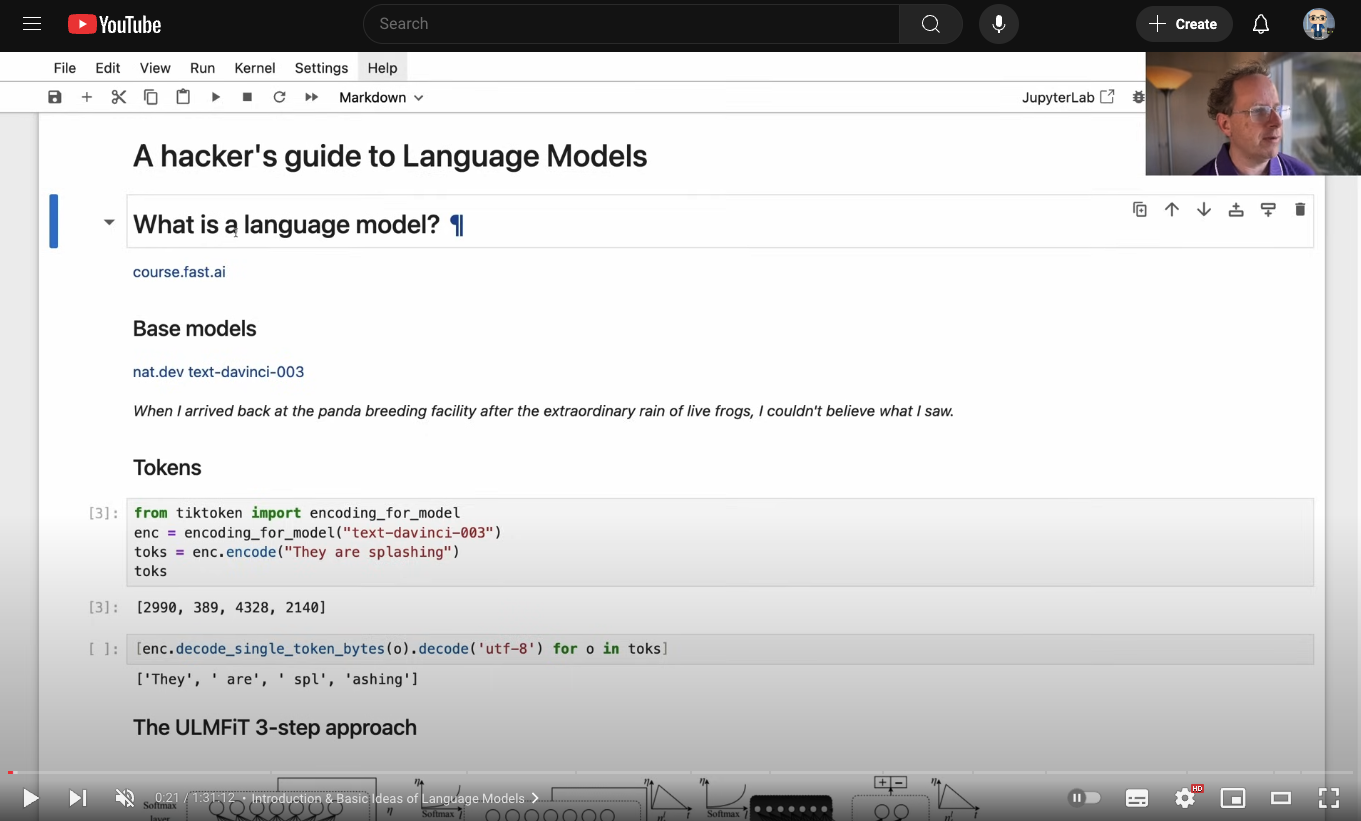 YouTube
Search
Create
File Edit View Run Kernel Settings Help
Markdown
JupyterLab
A hacker's guide to Language Models
What is a language model? ¶
course.fast.ai
Base models
nat.dev text-davinci-003
When I arrived back at the panda breeding facility after the extraordinary rain of live frogs, I couldn't believe what I saw.
Tokens
[3]: from tiktoken import encoding_for_model
enc = encoding_for_model("text-davinci-003")
toks = enc.encode("They are splashing")
toks
[3]: [2990, 389, 4328, 2140]
[ ]: [enc.decode_single_token_bytes(o).decode('utf-8') for o in toks]
['They', ' are', ' spl', 'ashing']
The ULMFiT 3-step approach
Softmax
layer
η
Softmax
Softmax
0:21 / 1:31:12 • Introduction & Basic Ideas of Language Models
HD